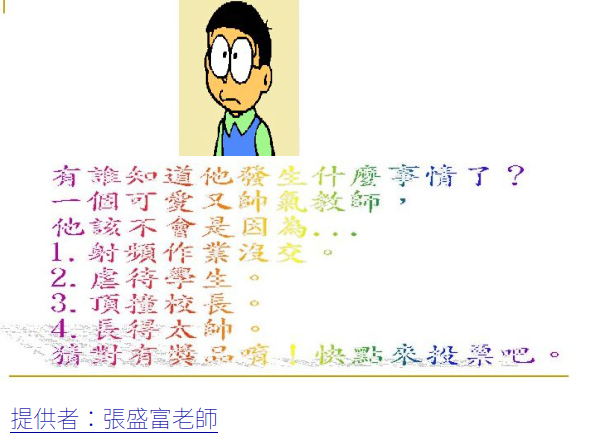 有誰知道他發生什麼事情了？
一個可愛又帥氣教師，
他該不會是因為...
1.射頻作業沒交。
2.虐待學生。
3.頂撞校長。
4.長得太帥。
猜對有獎品唷！快點來投票吧。
提供者：張盛富老師